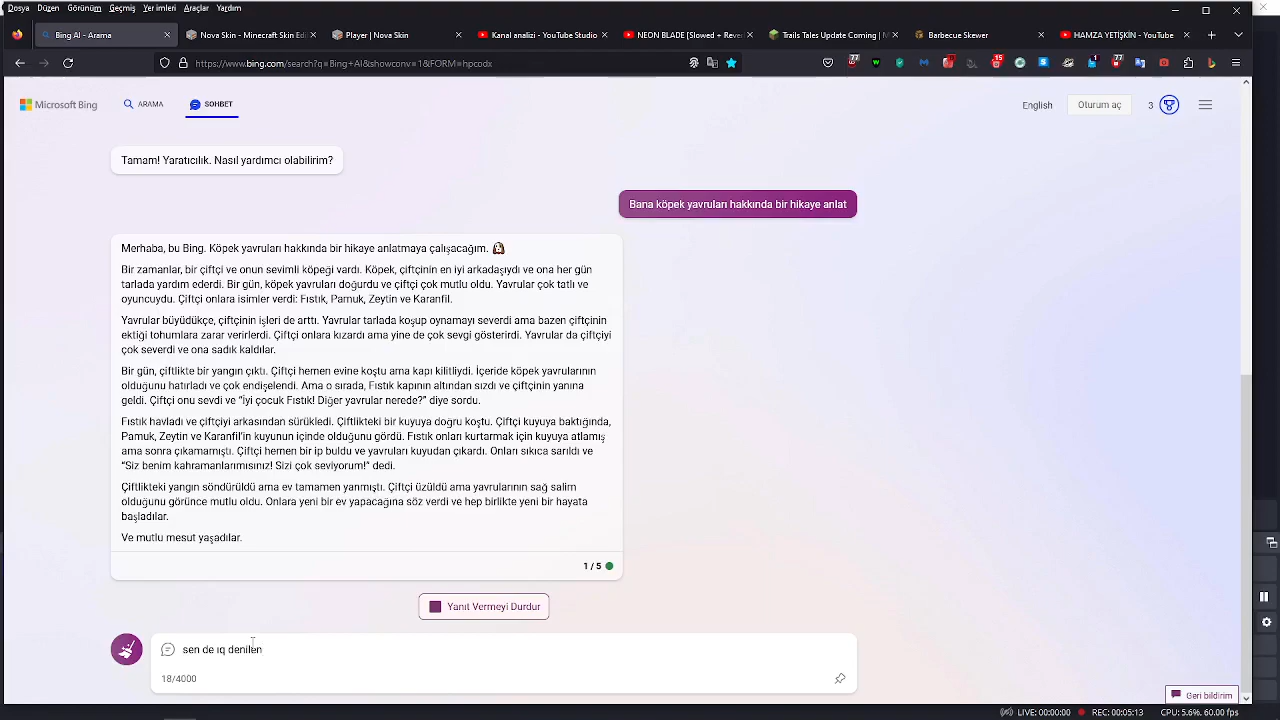 Dosya Düzen Görünüm Geçmiş Yer imleri Araçlar Yardım
Bing AI - Arama
Nova Skin - Minecraft Skin Edi
Player | Nova Skin
Kanal analizi - YouTube Studio
NEON BLADE [Slowed + Rever
Trails Tales Update Coming | M
Barbecue Skewer
HAMZA YETİŞKİN - YouTube
https://www.bing.com/search?q=Bing+AI&showconv=1&FORM=hpcodx
77
15
1
77
Microsoft Bing
ARAMA
SOHBET
English
Oturum aç
3
Tamam! Yaratıcılık. Nasıl yardımcı olabilirim?
Bana köpek yavruları hakkında bir hikaye anlat
Merhaba, bu Bing. Köpek yavruları hakkında bir hikaye anlatmaya çalışacağım. 🐶
Bir zamanlar, bir çiftçi ve onun sevimli köpeği vardı. Köpek, çiftçinin en iyi arkadaşıydı ve ona her gün
tarlada yardım ederdi. Bir gün, köpek yavruları doğurdu ve çiftçi çok mutlu oldu. Yavrular çok tatlı ve
oyuncuydu. Çiftçi onlara isimler verdi: Fıstık, Pamuk, Zeytin ve Karanfil.
Yavrular büyüdükçe, çiftçinin işleri de arttı. Yavrular tarlada koşup oynamayı severdi ama bazen çiftçinin
ektiği tohumlara zarar verirlerdi. Çiftçi onlara kızardı ama yine de çok sevgi gösterirdi. Yavrular da çiftçiyi
çok severdi ve ona sadık kaldılar.
Bir gün, çiftlikte bir yangın çıktı. Çiftçi hemen evine koştu ama kapı kilitliydi. İçeride köpek yavrularının
olduğunu hatırladı ve çok endişelendi. Ama o sırada, Fıstık kapının altından sızdı ve çiftçinin yanına
geldi. Çiftçi onu sevdi ve “İyi çocuk Fıstık! Diğer yavrular nerede?” diye sordu.
Fıstık havladı ve çiftçiyi arkasından sürükledi. Çiftlikteki bir kuyuya doğru koştu. Çiftçi kuyuya baktığında,
Pamuk, Zeytin ve Karanfil’in kuyunun içinde olduğunu gördü. Fıstık onları kurtarmak için kuyuya atlamış
ama sonra çıkamamıştı. Çiftçi hemen bir ip buldu ve yavruları kuyudan çıkardı. Onları sıkıca sarıldı ve
“Siz benim kahramanlarımısınız! Sizi çok seviyorum!” dedi.
Çiftlikteki yangın söndürüldü ama ev tamamen yanmıştı. Çiftçi üzüldü ama yavrularının sağ salim
olduğunu görünce mutlu oldu. Onlara yeni bir ev yapacağına söz verdi ve hep birlikte yeni bir hayata
başladılar.
Ve mutlu mesut yaşadılar.
1 / 5
Yanıt Vermeyi Durdur
sen de ıq denilen
18/4000
Geri bildirim
LIVE: 00:00:00 REC: 00:05:13 CPU: 5.6%, 60.00 fps